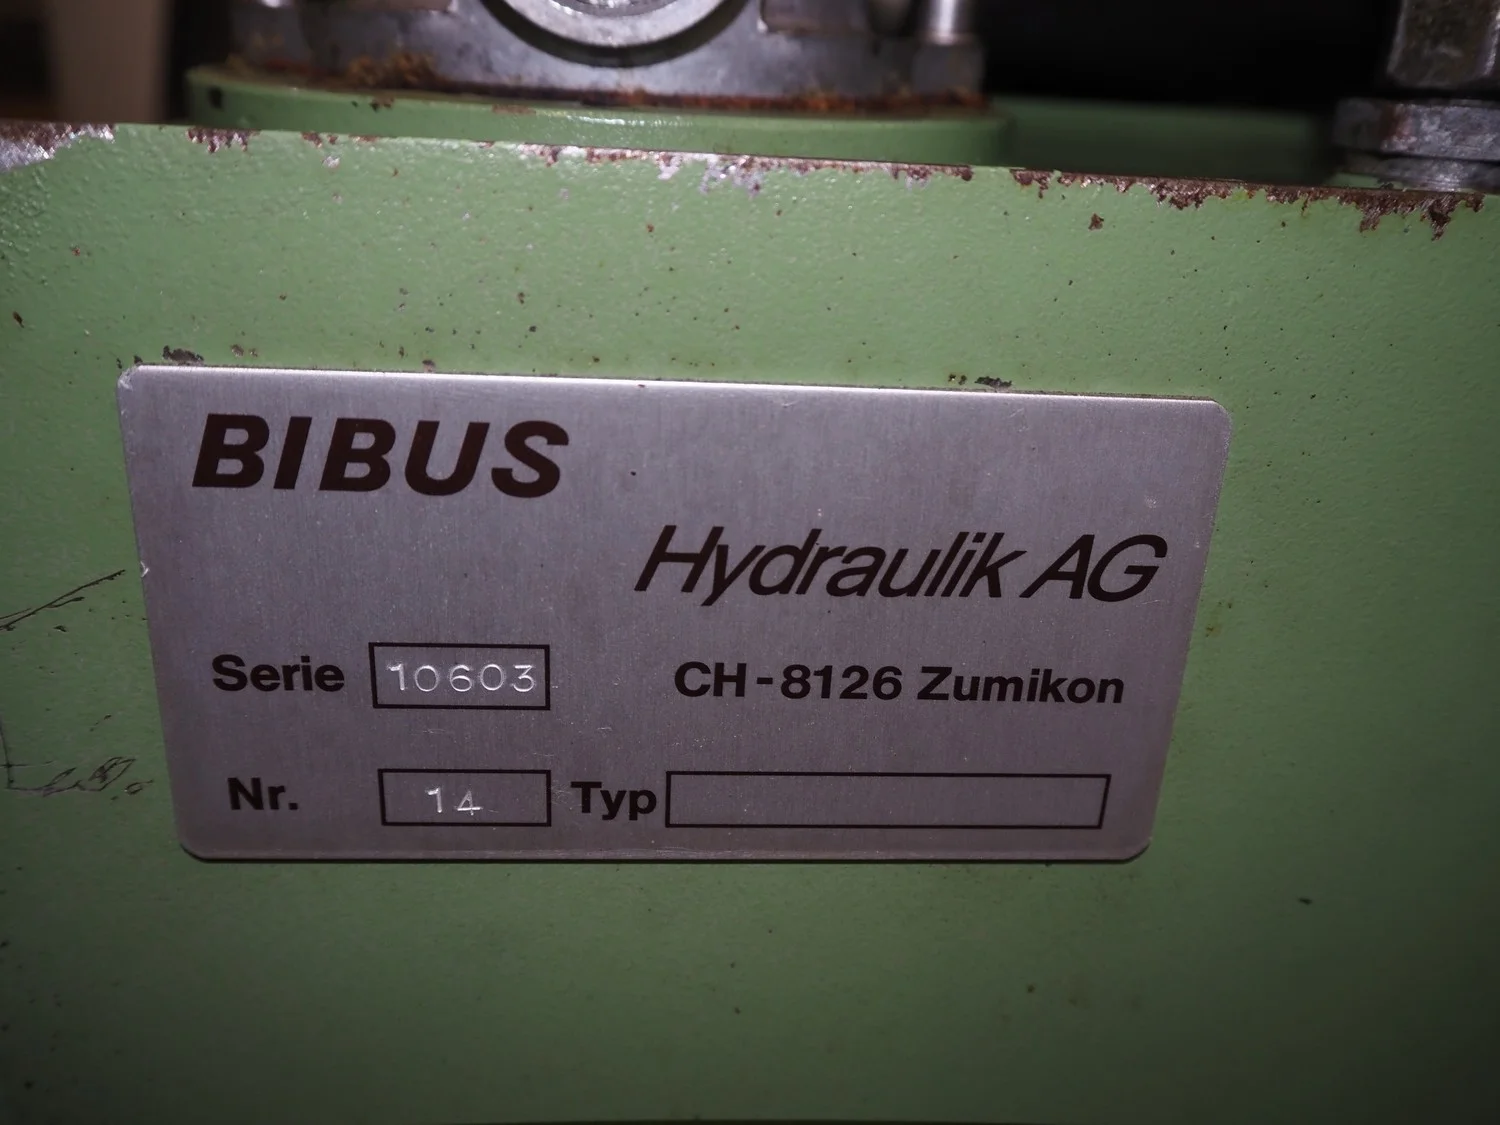 BIBUS
Hydraulik AG
Serie 10603 CH-8126 Zumikon
Nr. 14 Typ